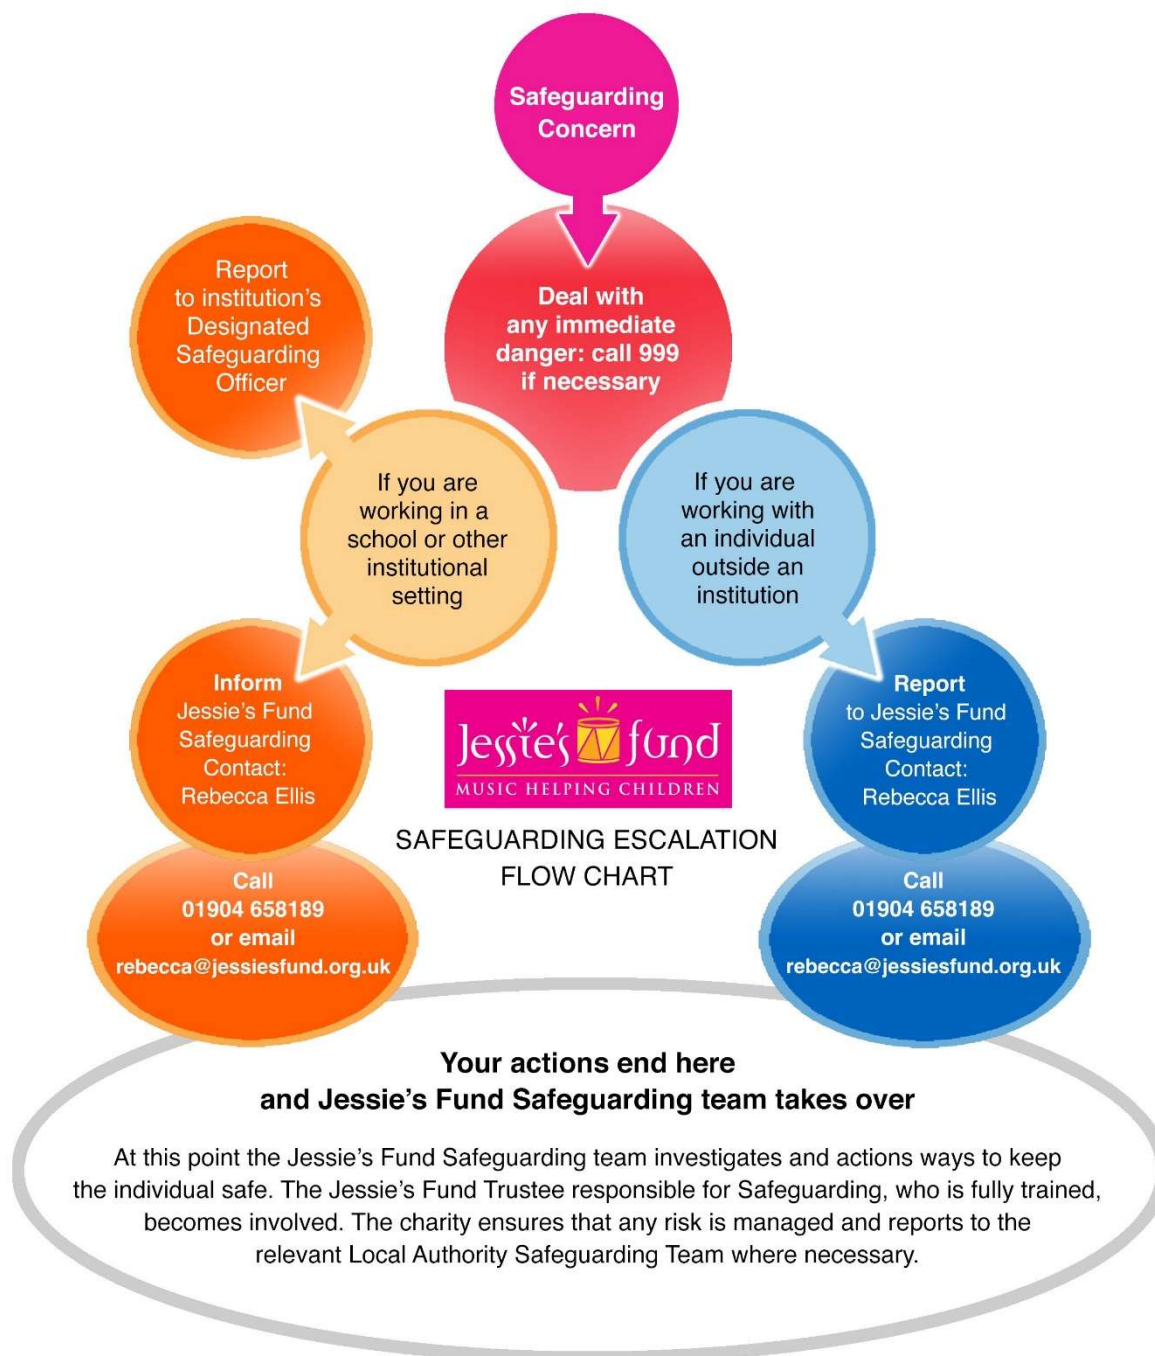 Safeguarding
Concern
Deal with
any immediate
danger: call 999
if necessary
Report
to institution’s
Designated
Safeguarding
Officer
If you are
working in a
school or other
institutional
setting
If you are
working with
an individual
outside an
institution
Inform
Jessie’s Fund
Safeguarding
Contact:
Rebecca Ellis
Call
01904 658189
or email
rebecca@jessiesfund.org.uk
Jessie's fund
MUSIC HELPING CHILDREN
SAFEGUARDING ESCALATION
FLOW CHART
Report
to Jessie’s Fund
Safeguarding
Contact:
Rebecca Ellis
Call
01904 658189
or email
rebecca@jessiesfund.org.uk
Your actions end here
and Jessie’s Fund Safeguarding team takes over
At this point the Jessie’s Fund Safeguarding team investigates and actions ways to keep
the individual safe. The Jessie’s Fund Trustee responsible for Safeguarding, who is fully trained,
becomes involved. The charity ensures that any risk is managed and reports to the
relevant Local Authority Safeguarding Team where necessary.